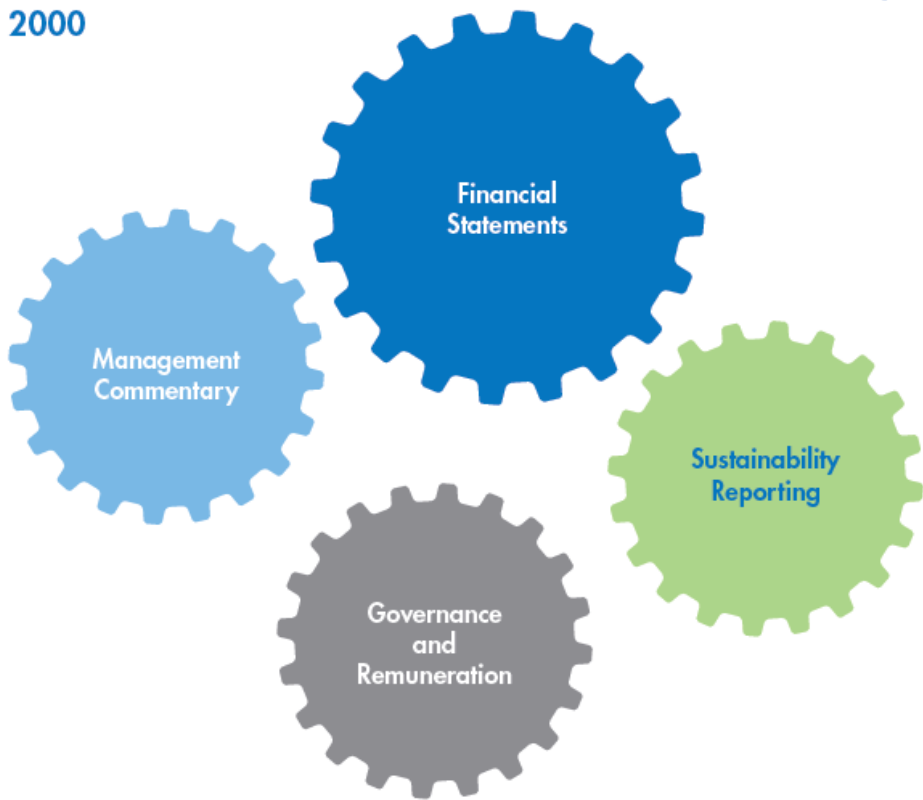 2000
Financial
Statements
Management
Commentary
Sustainability
Reporting
Governance
and
Remuneration